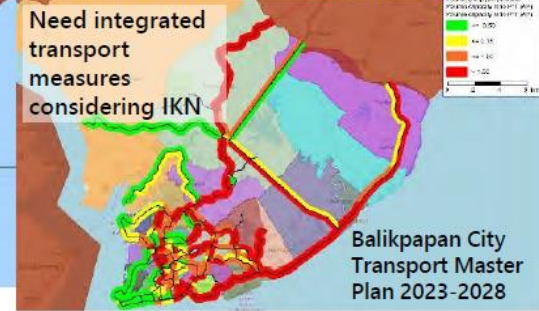 Need integrated
transport
measures
considering IKN
Balikpapan City
Transport Master
Plan 2023-2028